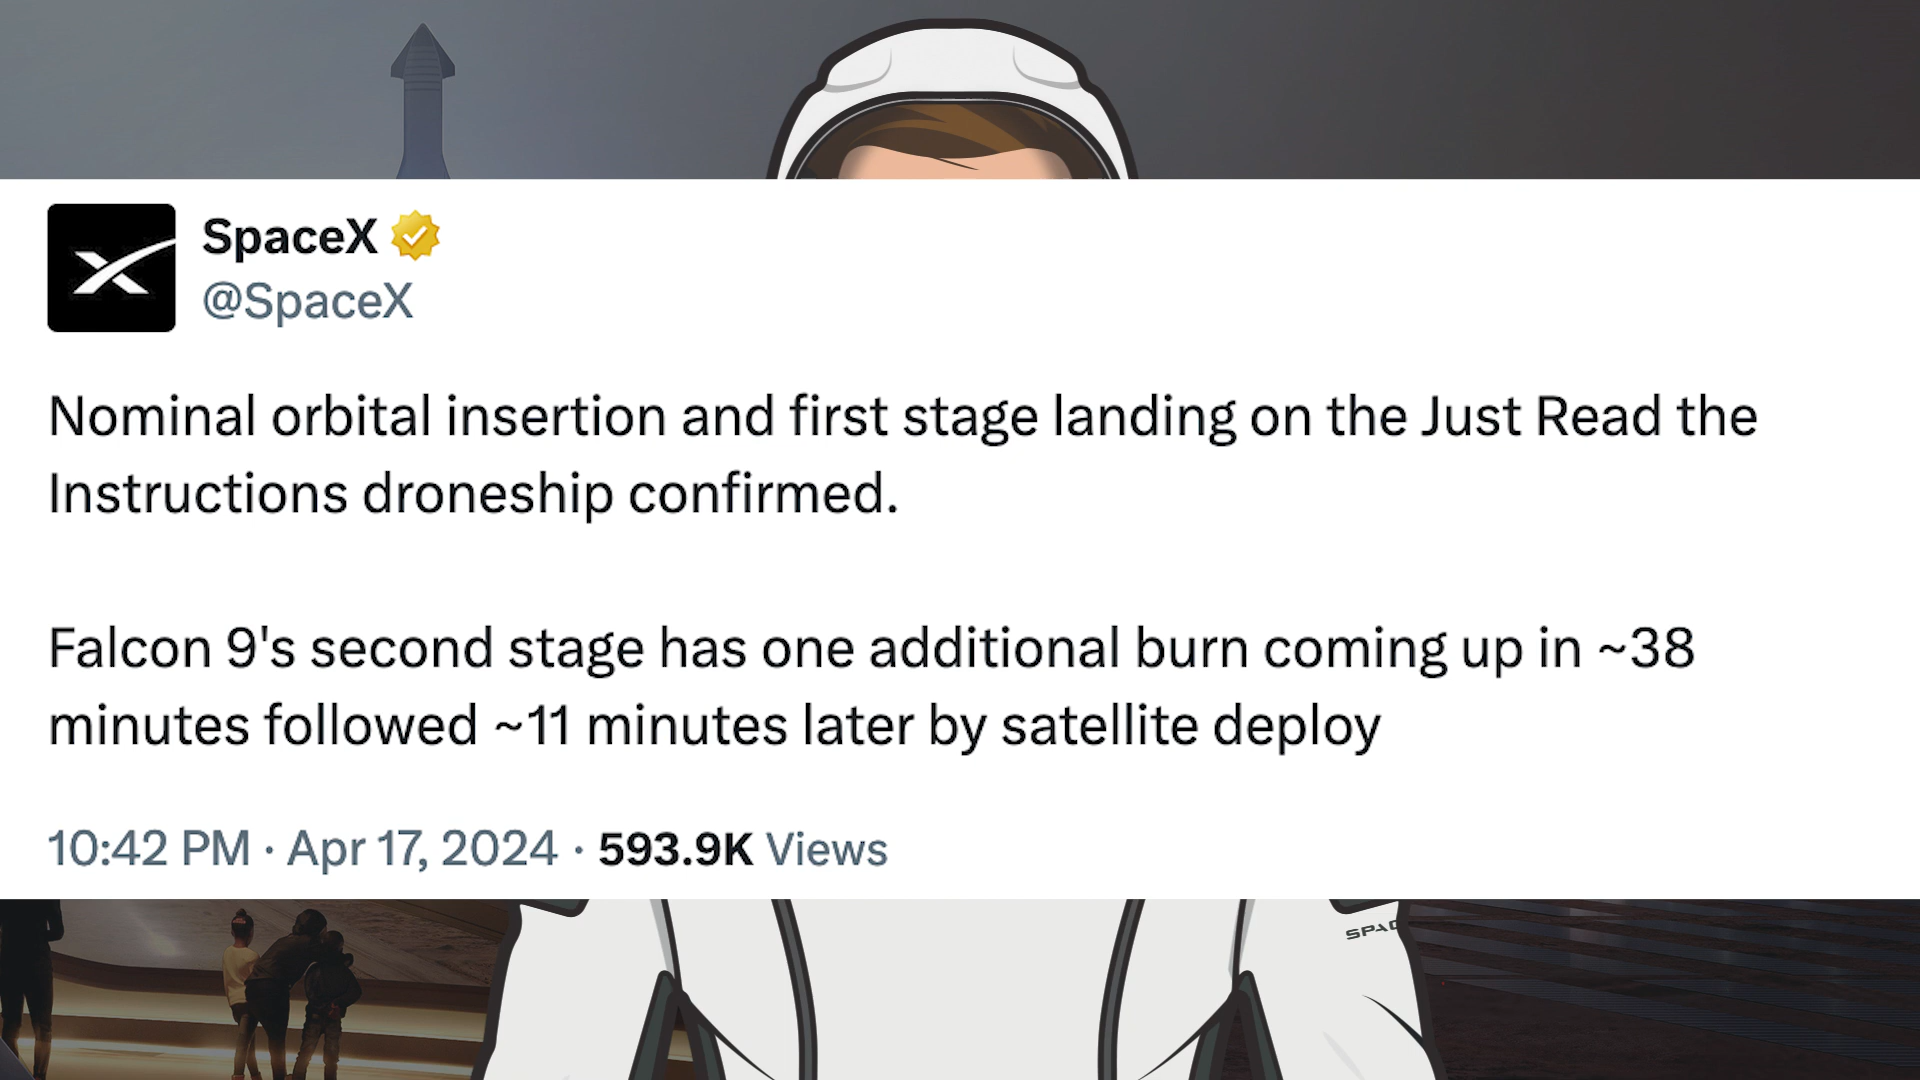 SpaceX
@SpaceX
Nominal orbital insertion and first stage landing on the Just Read the
Instructions droneship confirmed.
Falcon 9's second stage has one additional burn coming up in ~38
minutes followed ~11 minutes later by satellite deploy
10:42 PM · Apr 17, 2024 · 593.9K Views
SPAC